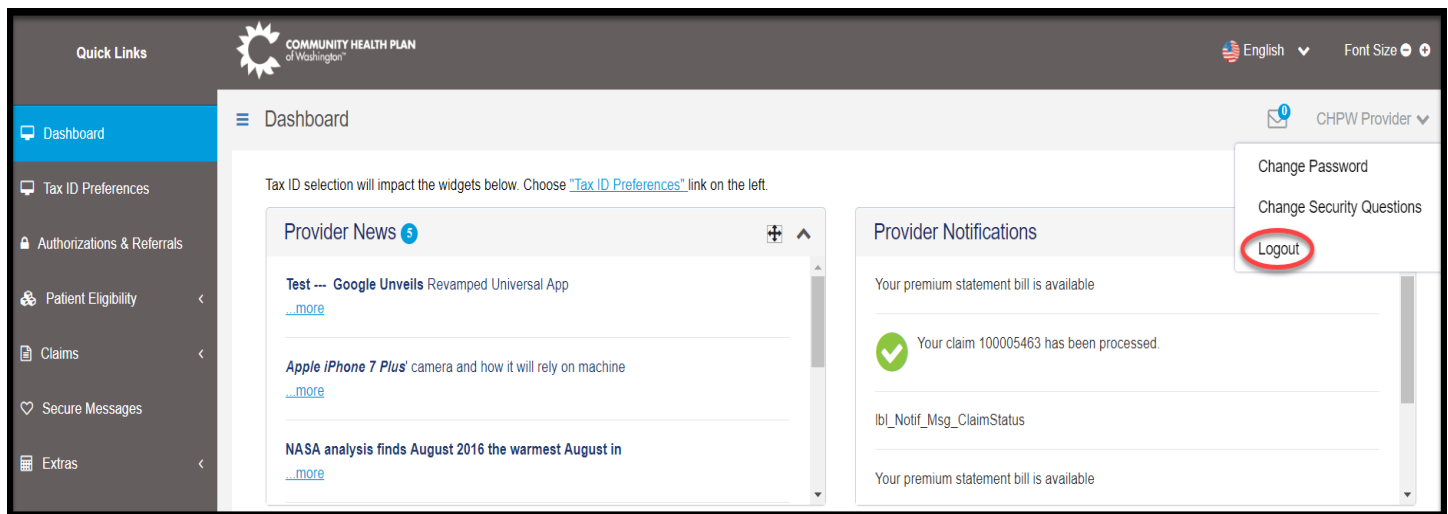 Quick Links
COMMUNITY HEALTH PLAN
of Washington™
English
Font Size
Dashboard
Tax ID Preferences
Authorizations & Referrals
Patient Eligibility
Claims
Secure Messages
Extras
Dashboard
0
CHPW Provider
Change Password
Change Security Questions
Logout
Tax ID selection will impact the widgets below. Choose "Tax ID Preferences" link on the left.
Provider News 5
Test --- Google Unveils Revamped Universal App
...more
Apple iPhone 7 Plus' camera and how it will rely on machine
...more
NASA analysis finds August 2016 the warmest August in
...more
Provider Notifications
Your premium statement bill is available
Your claim 100005463 has been processed.
lbl_Notif_Msg_ClaimStatus
Your premium statement bill is available